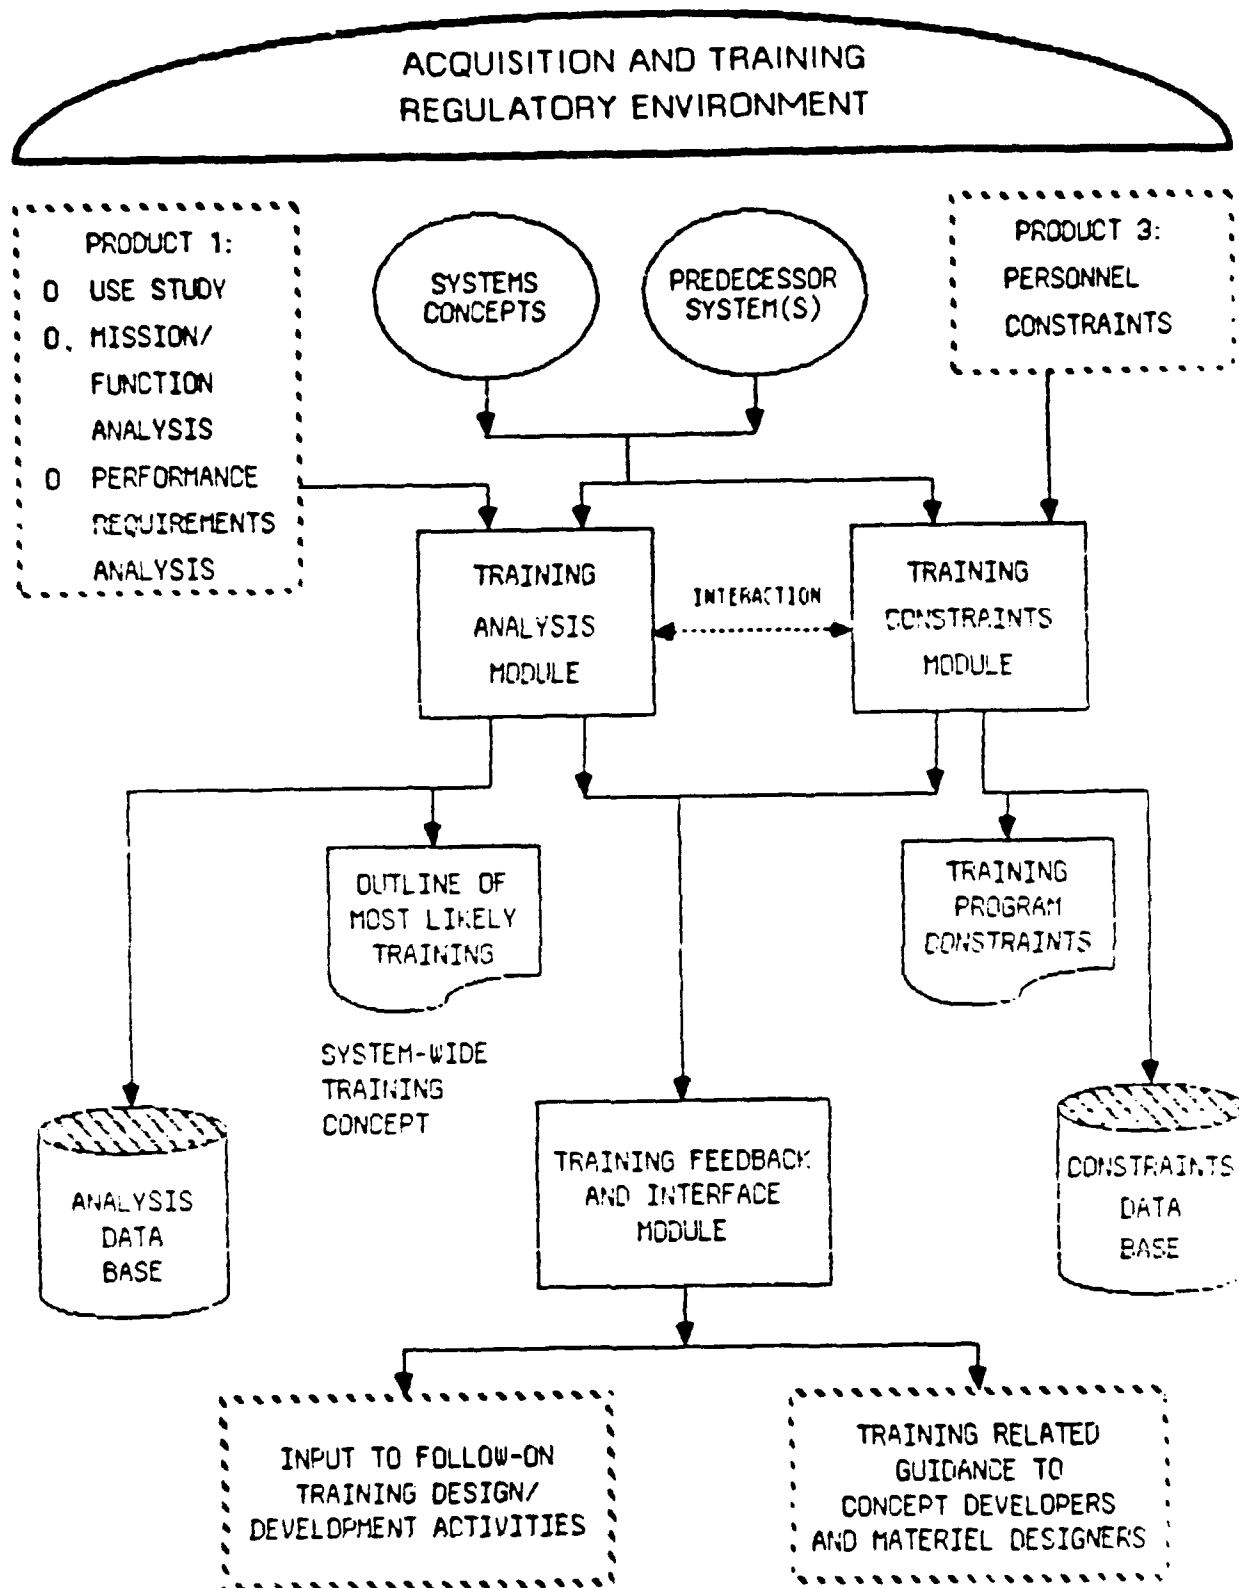 ACQUISITION AND TRAINING
REGULATORY ENVIRONMENT
PRODUCT 1:
O USE STUDY
O. MISSION/
FUNCTION
ANALYSIS
O PERFORMANCE
REQUIREMENTS
ANALYSIS
SYSTEMS
CONCEPTS
PREDECESSOR
SYSTEM(S)
PRODUCT 3:
PERSONNEL
CONSTRAINTS
TRAINING
ANALYSIS
MODULE
INTERACTION
TRAINING
CONSTRAINTS
MODULE
OUTLINE OF
MOST LIKELY
TRAINING
SYSTEM-WIDE
TRAINING
CONCEPT
TRAINING
PROGRAM
CONSTRAINTS
ANALYSIS
DATA
BASE
TRAINING FEEDBACK
AND INTERFACE
MODULE
CONSTRAINTS
DATA
BASE
INPUT TO FOLLOW-ON
TRAINING DESIGN/
DEVELOPMENT ACTIVITIES
TRAINING RELATED
GUIDANCE TO
CONCEPT DEVELOPERS
AND MATERIEL DESIGNERS